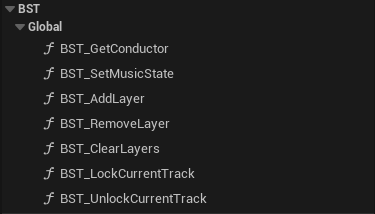 BST
Global
f BST_GetConductor
f BST_SetMusicState
f BST_AddLayer
f BST_RemoveLayer
f BST_ClearLayers
f BST_LockCurrentTrack
f BST_UnlockCurrentTrack